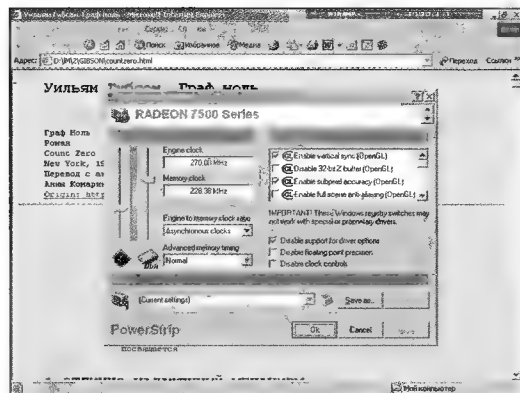 Microsoft Internet Explorer
Поиск Избранное Медиа
Адрес: D:\MZ\GIBSON\countzero.html Переход Ссылки
Уильям Гибсон. Граф ноль
RADEON 7500 Series
Граф Ноль
Роман
Count Zero
New York, 19
Перевод с ан
Анна Комарин
Origin: http
Engine clock
270.00 MHz
Memory clock
228.38 MHz
Engine to memory clock ratio
Asynchronous clocks
Advanced memory timing
Normal
Enable vertical sync (OpenGL)
Disable 32-bit Z buffer (OpenGL)
Enable subpixel accuracy (OpenGL)
Enable full scene anti-aliasing (OpenGL)
IMPORTANT! These Windows registry switches may
not work with special or proprietary drivers.
Disable support for driver options
Disable floating point precision
Disable clock controls
(Current settings)
Save as...
PowerStrip
Ok Cancel
посвящается
Мой компьютер